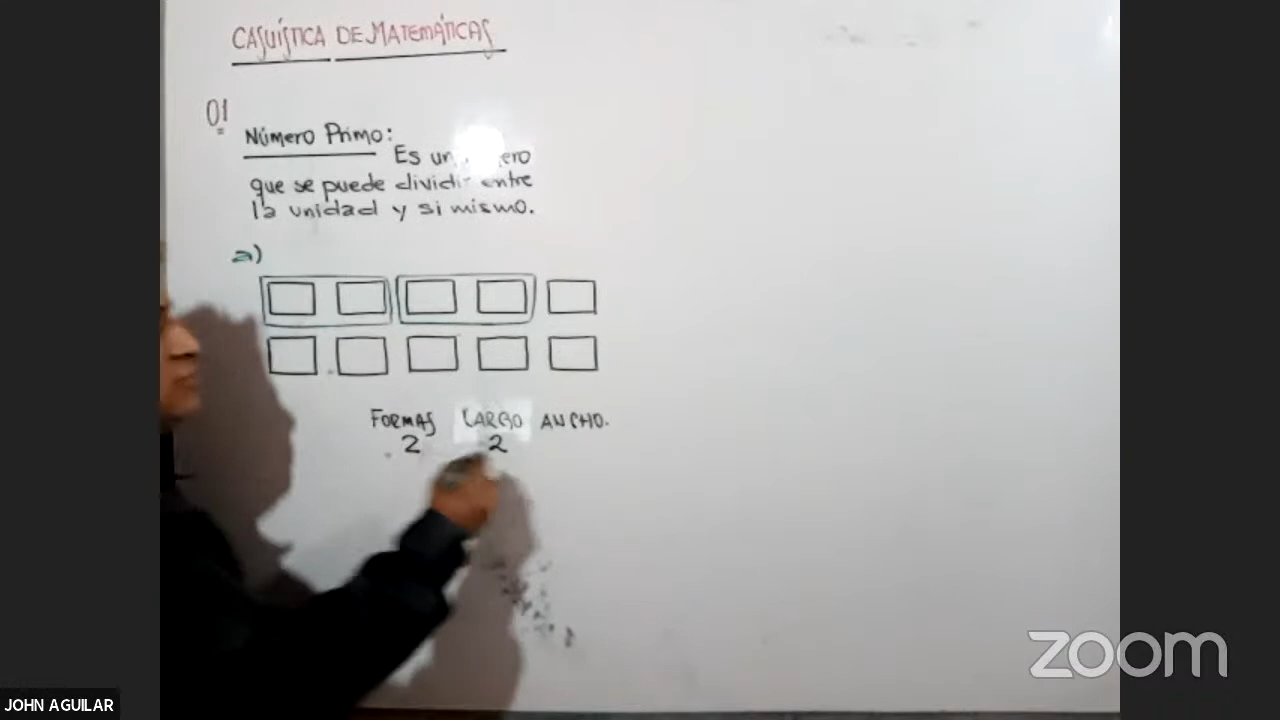 CASUÍSTICA DE MATEMÁTICAS
01
Número Primo:
Es un
que se puede dividir entre
la unidad y si mismo.
a)
FORMAS LARGO ANCHO.
2 2
zoom
JOHN AGUILAR